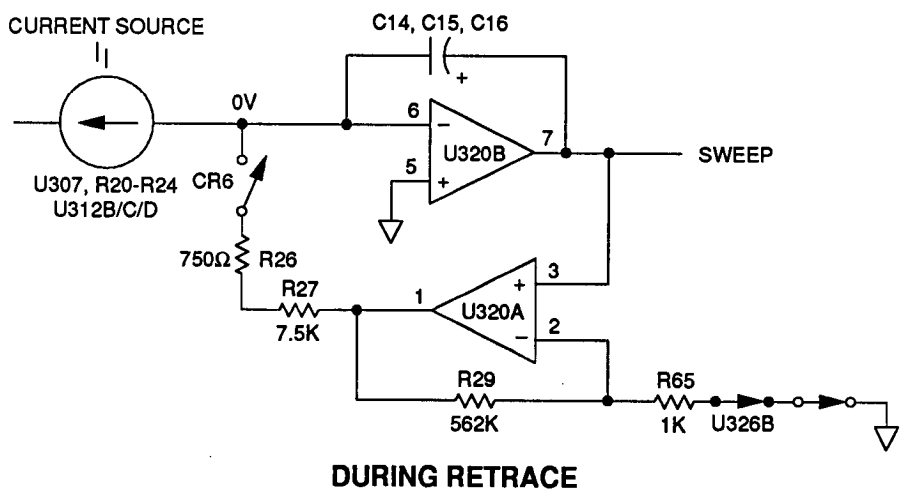 CURRENT SOURCE
I|
C14, C15, C16
+
0V
6
−
U320B
7
5
+
SWEEP
CR6
U307, R20-R24
U312B/C/D
750Ω
R26
R27
7.5K
1
+
3
U320A
−
2
R29
562K
R65
1K
U326B
DURING RETRACE